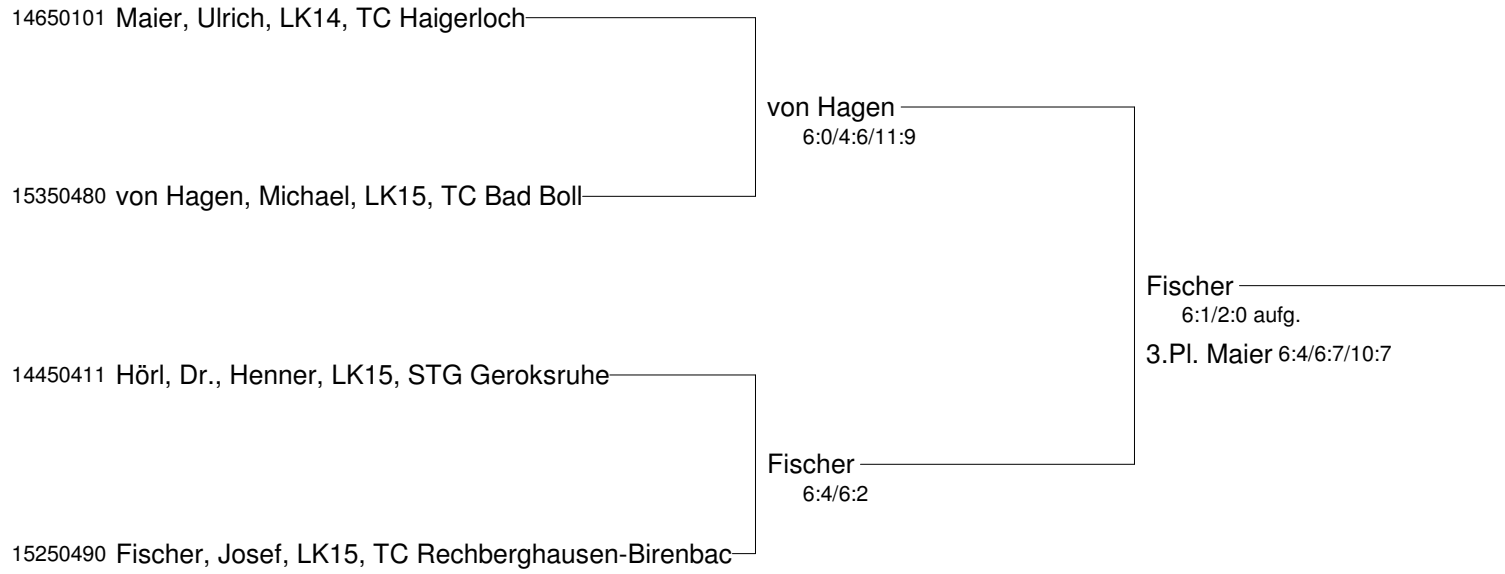 14650101 Maier, Ulrich, LK14, TC Haigerloch
von Hagen
6:0/4:6/11:9
15350480 von Hagen, Michael, LK15, TC Bad Boll
Fischer
6:1/2:0 aufg.
3.Pl. Maier 6:4/6:7/10:7
14450411 Hörl, Dr., Henner, LK15, STG Geroksruhe
Fischer
6:4/6:2
15250490 Fischer, Josef, LK15, TC Rechberghausen-Birenbac